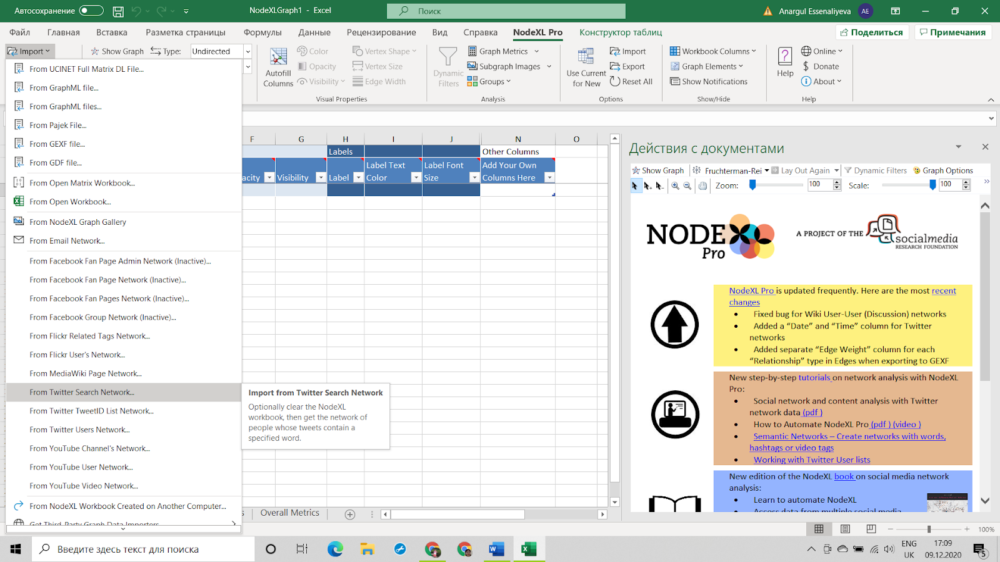 Автосохранение
NodeXLGraph1 - Excel
Поиск
Anargul Essenaliyeva
AE
Файл
Главная
Вставка
Разметка страницы
Формулы
Данные
Рецензирование
Вид
Справка
NodeXL Pro
Конструктор таблиц
Поделиться
Примечания
Import
Show Graph
Type:
Undirected
Autofill
Columns
Color
Opacity
Visibility
Vertex Shape
Vertex Size
Edge Width
Visual Properties
Dynamic
Filters
Graph Metrics
Subgraph Images
Groups
Analysis
Use Current
for New
Import
Export
Reset All
Options
Workbook Columns
Graph Elements
Show Notifications
Show/Hide
Help
Online
Donate
About
Help
From UCINET Full Matrix DL File...
From GraphML file...
From GraphML files...
From Pajek File...
From GEXF file...
From GDF file...
From Open Matrix Workbook...
From Open Workbook...
From NodeXL Graph Gallery
From Email Network...
From Facebook Fan Page Admin Network (Inactive)...
From Facebook Fan Page Network (Inactive)...
From Facebook Fan Pages Network (Inactive)...
From Facebook Group Network (Inactive)...
From Flickr Related Tags Network...
From Flickr User's Network...
From MediaWiki Page Network...
From Twitter Search Network...
From Twitter TweetID List Network...
From Twitter Users Network...
From YouTube Channel's Network...
From YouTube User Network...
From YouTube Video Network...
From NodeXL Workbook Created on Another Computer...
Get Third-Party Graph Data Importers
Import from Twitter Search Network
Optionally clear the NodeXL
workbook, then get the network of
people whose tweets contain a
specified word.
F G H I J N O
Labels
Other Columns
acity
Visibility
Label
Label Text
Color
Label Font
Size
Add Your Own
Columns Here
s
Overall Metrics
Действия с документами
Show Graph
Fruchterman-Rei
Lay Out Again
Dynamic Filters
Graph Options
Zoom:
100
Scale:
100
NODEXL
Pro
A PROJECT OF THE
socialmedia
RESEARCH FOUNDATION
NodeXL Pro is updated frequently. Here are the most recent
changes
• Fixed bug for Wiki User-User (Discussion) networks
• Added a “Date” and “Time” column for Twitter
networks
• Added separate “Edge Weight” column for each
“Relationship” type in Edges when exporting to GEXF
New step-by-step tutorials on network analysis with NodeXL
Pro:
• Social network and content analysis with Twitter
network data (pdf )
• How to Automate NodeXL Pro (pdf ) (video )
• Semantic Networks – Create networks with words,
hashtags or video tags
• Working with Twitter User lists
New edition of the NodeXL book on social media network
analysis:
• Learn to automate NodeXL
• Access data from multiple social media
100%
Введите здесь текст для поиска
ENG
UK
17:09
09.12.2020
5